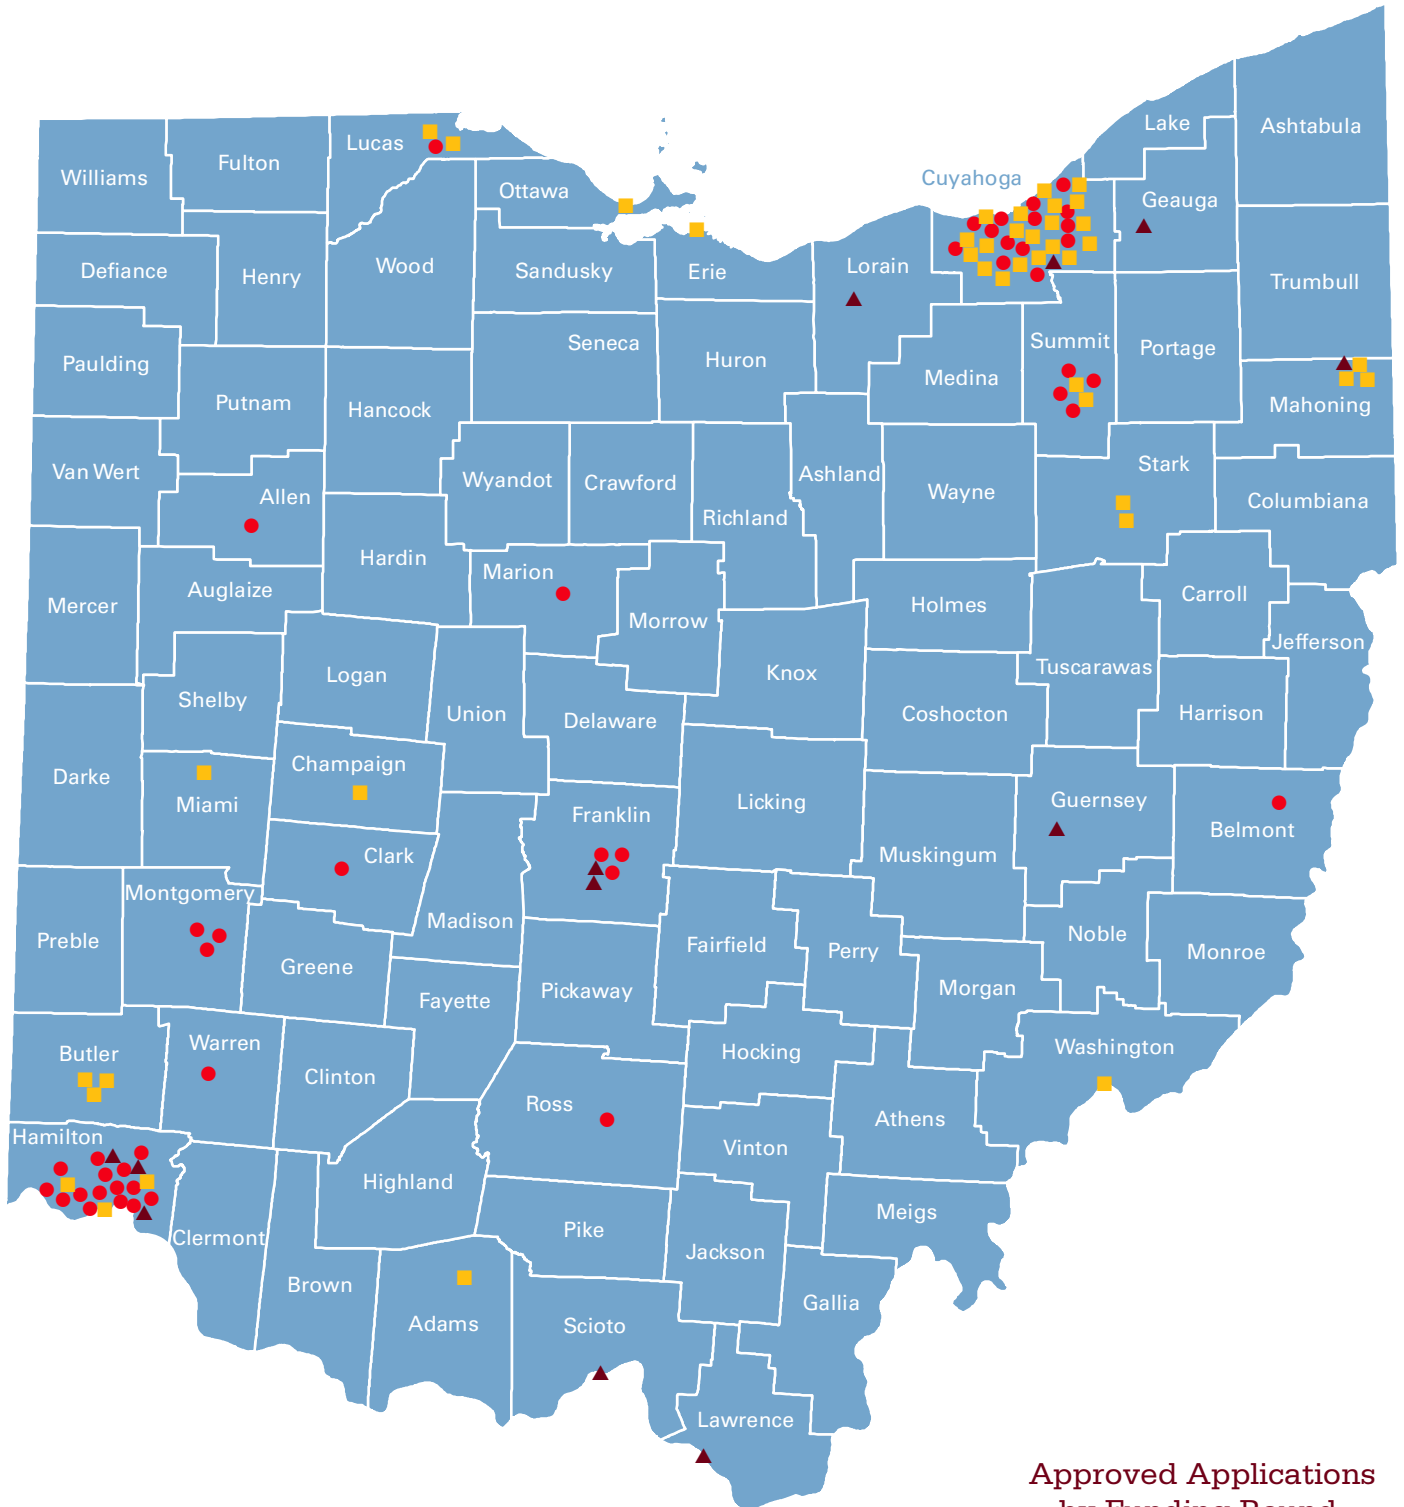 Lake
Ashtabula
Lucas
Fulton
Williams
Cuyahoga
Ottawa
Geauga
Wood
Lorain
Defiance
Henry
Sandusky
Erie
Trumbull
Summit
Seneca
Portage
Huron
Paulding
Medina
Putnam
Hancock
Mahoning
Stark
Van Wert
Ashland
Wyandot
Crawford
Wayne
Allen
Columbiana
Richland
Hardin
Marion
Auglaize
Carroll
Mercer
Holmes
Morrow
Jefferson
Tuscarawas
Knox
Logan
Shelby
Union
Coshocton
Harrison
Delaware
Champaign
Darke
Guernsey
Licking
Miami
Franklin
Belmont
Clark
Muskingum
Montgomery
Madison
Noble
Preble
Fairfield
Perry
Monroe
Greene
Morgan
Pickaway
Fayette
Warren
Washington
Butler
Hocking
Clinton
Ross
Athens
Hamilton
Vinton
Highland
Meigs
Pike
Clermont
Jackson
Brown
Gallia
Adams
Scioto
Lawrence
Approved Applications
by Funding Round